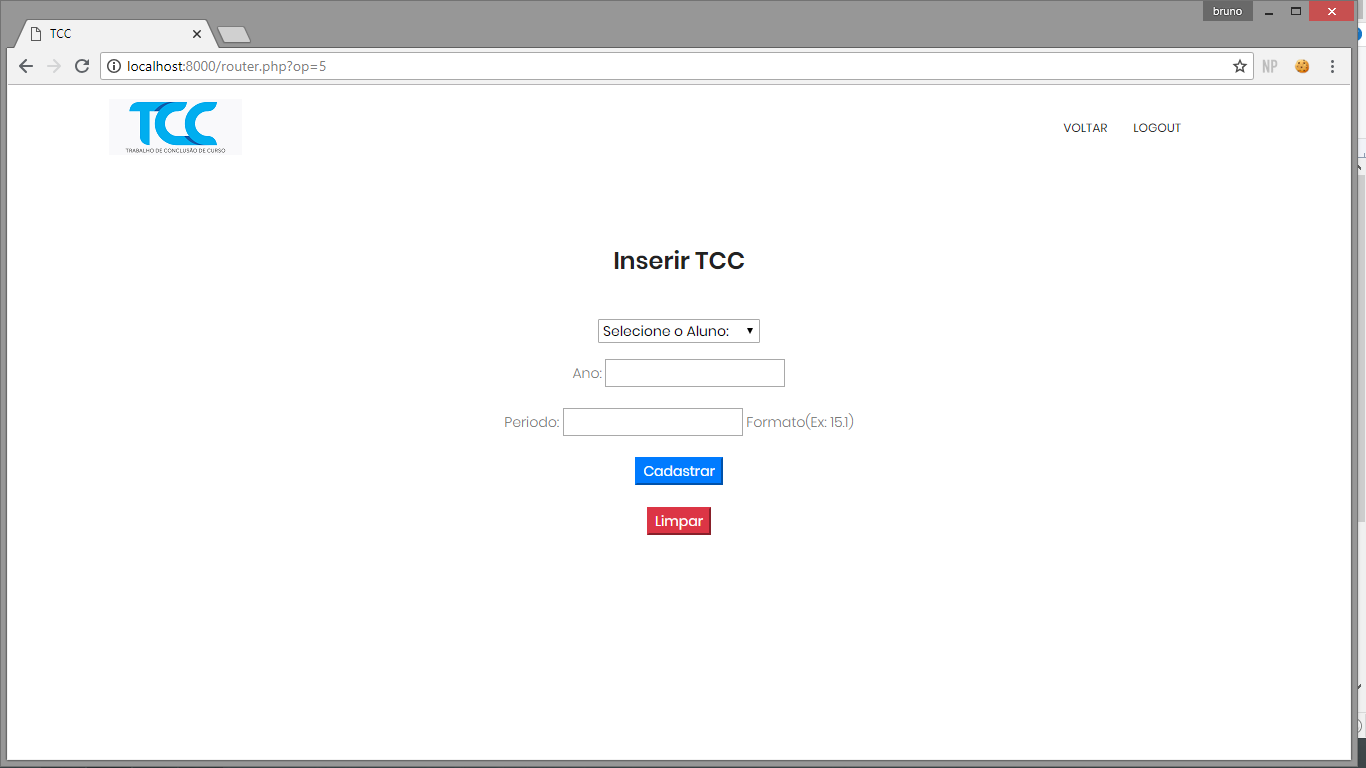 bruno
TCC
localhost:8000/router.php?op=5
NP
TCC
TRABALHO DE CONCLUSÃO DE CURSO
VOLTAR LOGOUT
Inserir TCC
Selecione o Aluno:
Ano:
Periodo: Formato(Ex: 15.1)
Cadastrar
Limpar